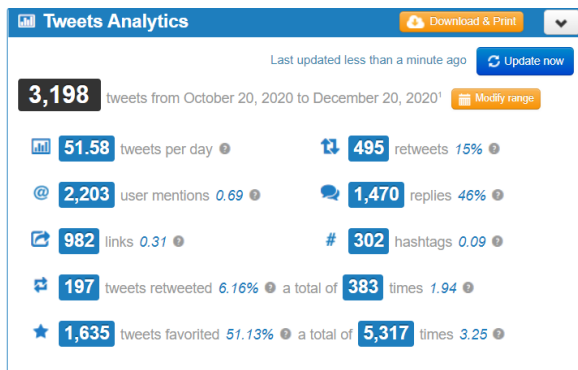 Tweets Analytics Download & Print
Last updated less than a minute ago Update now
3,198 tweets from October 20, 2020 to December 20, 2020¹ Modify range
51.58 tweets per day ? 495 retweets 15% ?
@ 2,203 user mentions 0.69 ? 1,470 replies 46% ?
982 links 0.31 ? # 302 hashtags 0.09 ?
197 tweets retweeted 6.16% ? a total of 383 times 1.94 ?
1,635 tweets favorited 51.13% ? a total of 5,317 times 3.25 ?